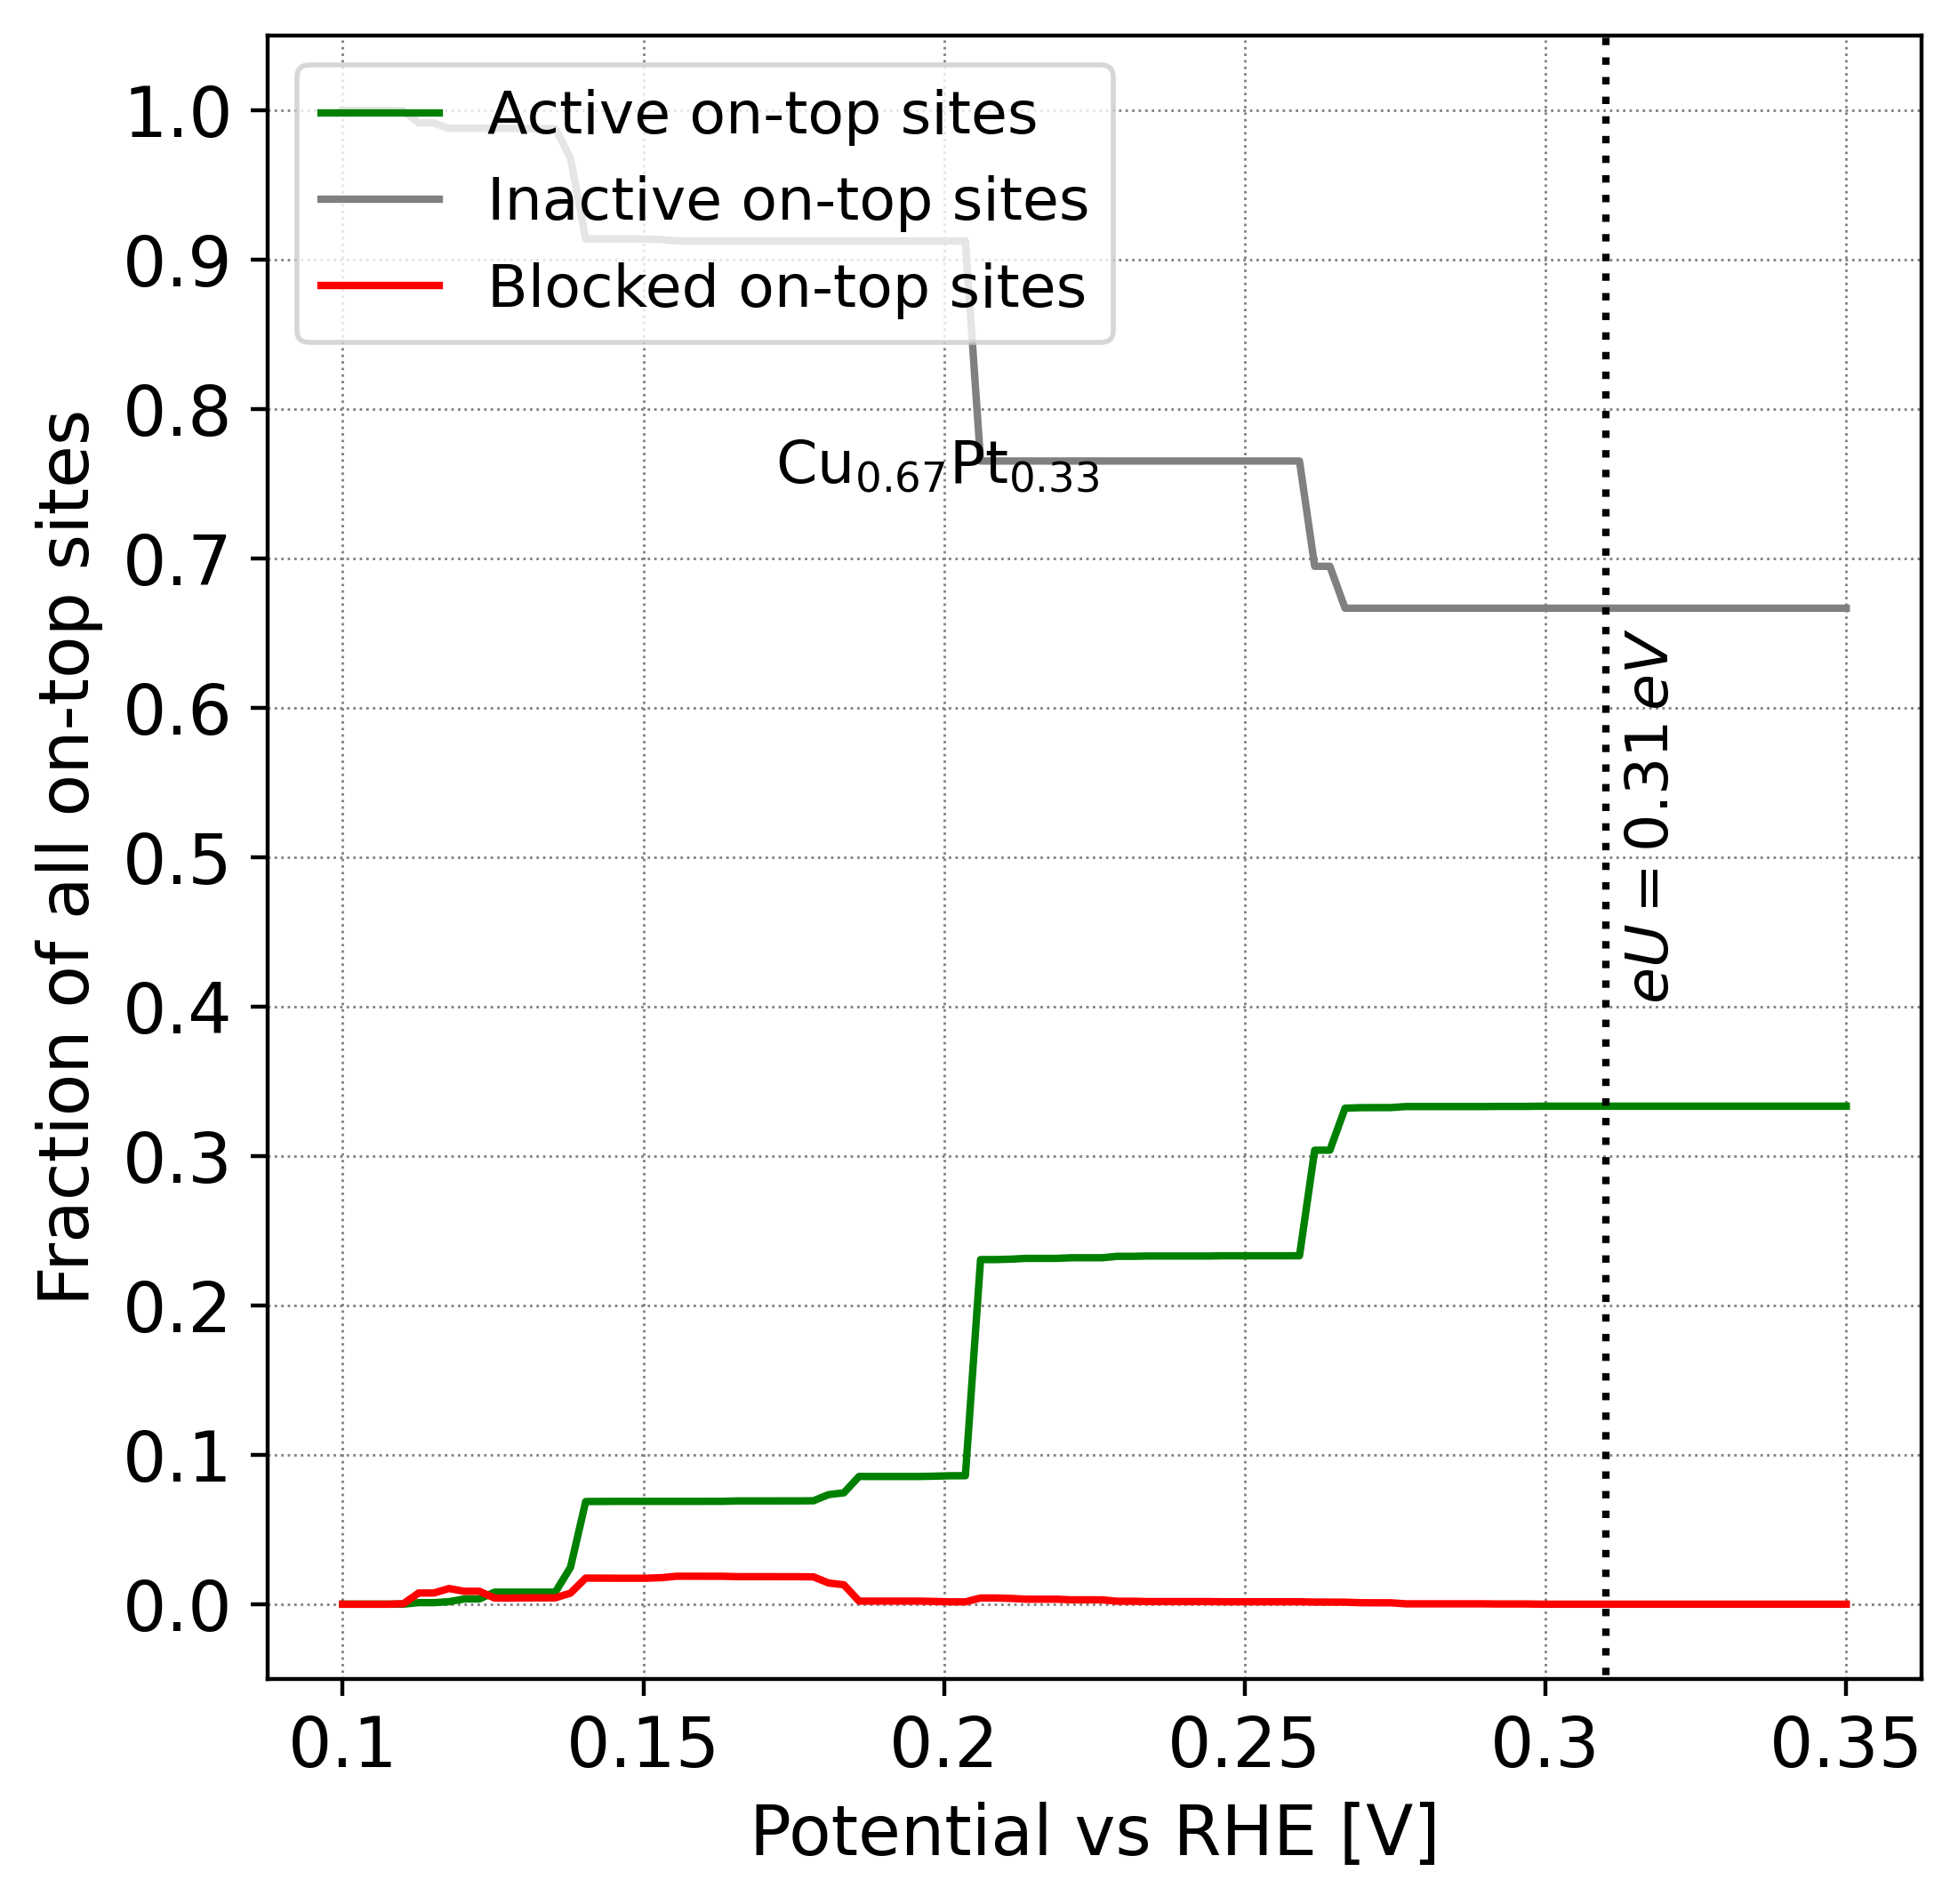 Active on-top sites
Inactive on-top sites
Blocked on-top sites
Cu₀.₆₇Pt₀.₃₃
eU = 0.31 eV
Fraction of all on-top sites
1.0
0.9
0.8
0.7
0.6
0.5
0.4
0.3
0.2
0.1
0.0
0.1 0.15 0.2 0.25 0.3 0.35
Potential vs RHE [V]